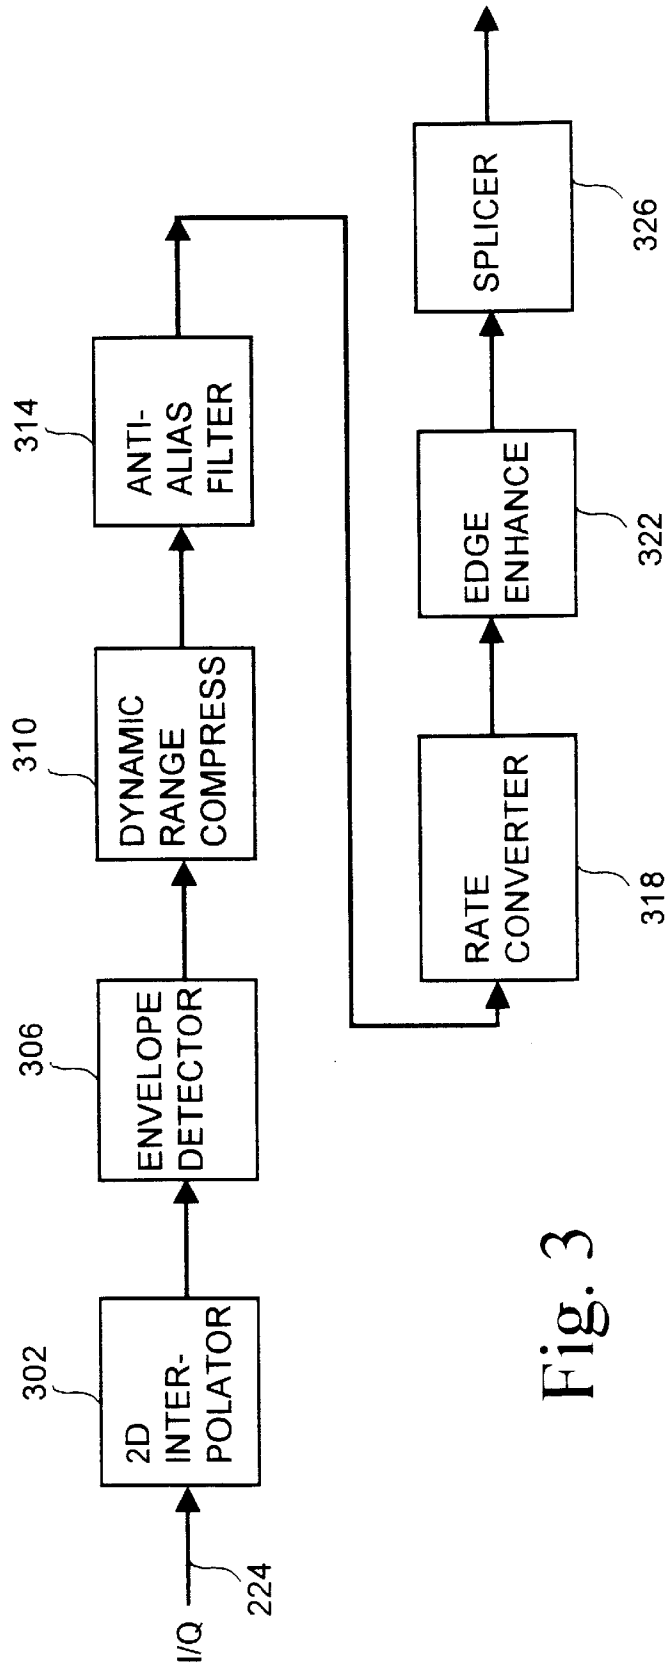 I/Q
224
302
2D
INTER-
POLATOR
306
ENVELOPE
DETECTOR
310
DYNAMIC
RANGE
COMPRESS
314
ANTI-
ALIAS
FILTER
RATE
CONVERTER
318
EDGE
ENHANCE
322
SPLICER
326
Fig. 3